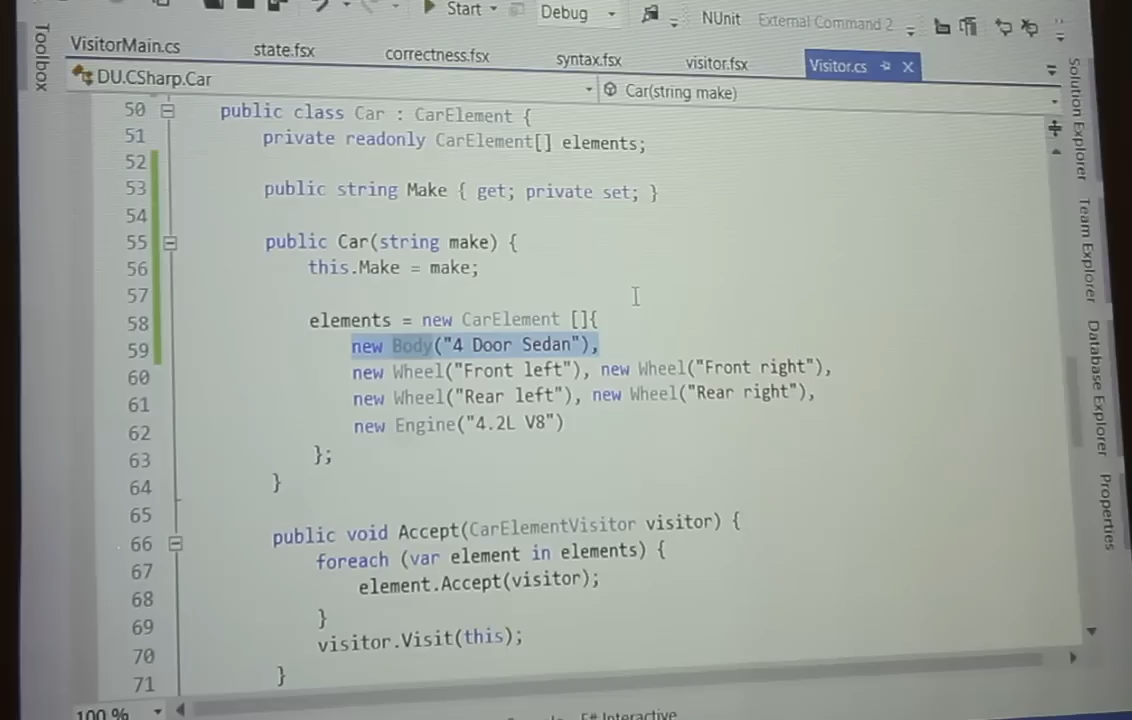 Start Debug NUnit External Command 2
Toolbox
VisitorMain.cs state.fsx correctness.fsx syntax.fsx visitor.fsx Visitor.cs
DU.CSharp.Car Car(string make)
50 public class Car : CarElement {
51 private readonly CarElement[] elements;
52
53 public string Make { get; private set; }
54
55 public Car(string make) {
56 this.Make = make;
57
58 elements = new CarElement []{
59 new Body("4 Door Sedan"),
60 new Wheel("Front left"), new Wheel("Front right"),
61 new Wheel("Rear left"), new Wheel("Rear right"),
62 new Engine("4.2L V8")
63 };
64 }
65
66 public void Accept(CarElementVisitor visitor) {
67 foreach (var element in elements) {
68 element.Accept(visitor);
69 }
70 visitor.Visit(this);
71 }
100 %
F# Interactive
Solution Explorer
Team Explorer
Database Explorer
Properties